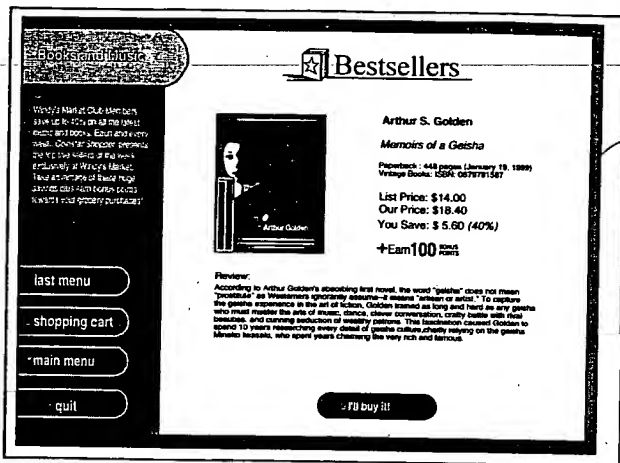 Books and Music
Bestsellers
Windy's Market Club Members
save up to 40% on all the latest
music and books. Each and every
week, Shopper presents
the top five sellers of the week
exclusively at Windy's Market.
Take advantage of these huge
savings plus earn bonus points
towards your grocery purchases!
last menu
shopping cart
main menu
quit
Arthur Golden
Arthur S. Golden
Memoirs of a Geisha
Paperback : 448 pages (January 19, 1999)
Vintage Books: ISBN: 0679781587
List Price: $14.00
Our Price: $18.40
You Save: $ 5.60 (40%)
+Earn100 BONUS
POINTS
Review:
According to Arthur Golden's absorbing first novel, the word "geisha" does not mean
"prostitute" as Westerners ignorantly assume--it means "artisan or artist." To capture
the geisha experience in the art of fiction, Golden trained as long and hard as any geisha
who must master the arts of music, dance, clever conversation, crafty battle with rival
beauties, and cunning seduction of wealthy patrons. This fascination caused Golden to
spend 10 years researching every detail of geisha culture,chiefly relying on the geisha
Mineko Iwasaki, who spent years charming the very rich and famous.
I'll buy it!